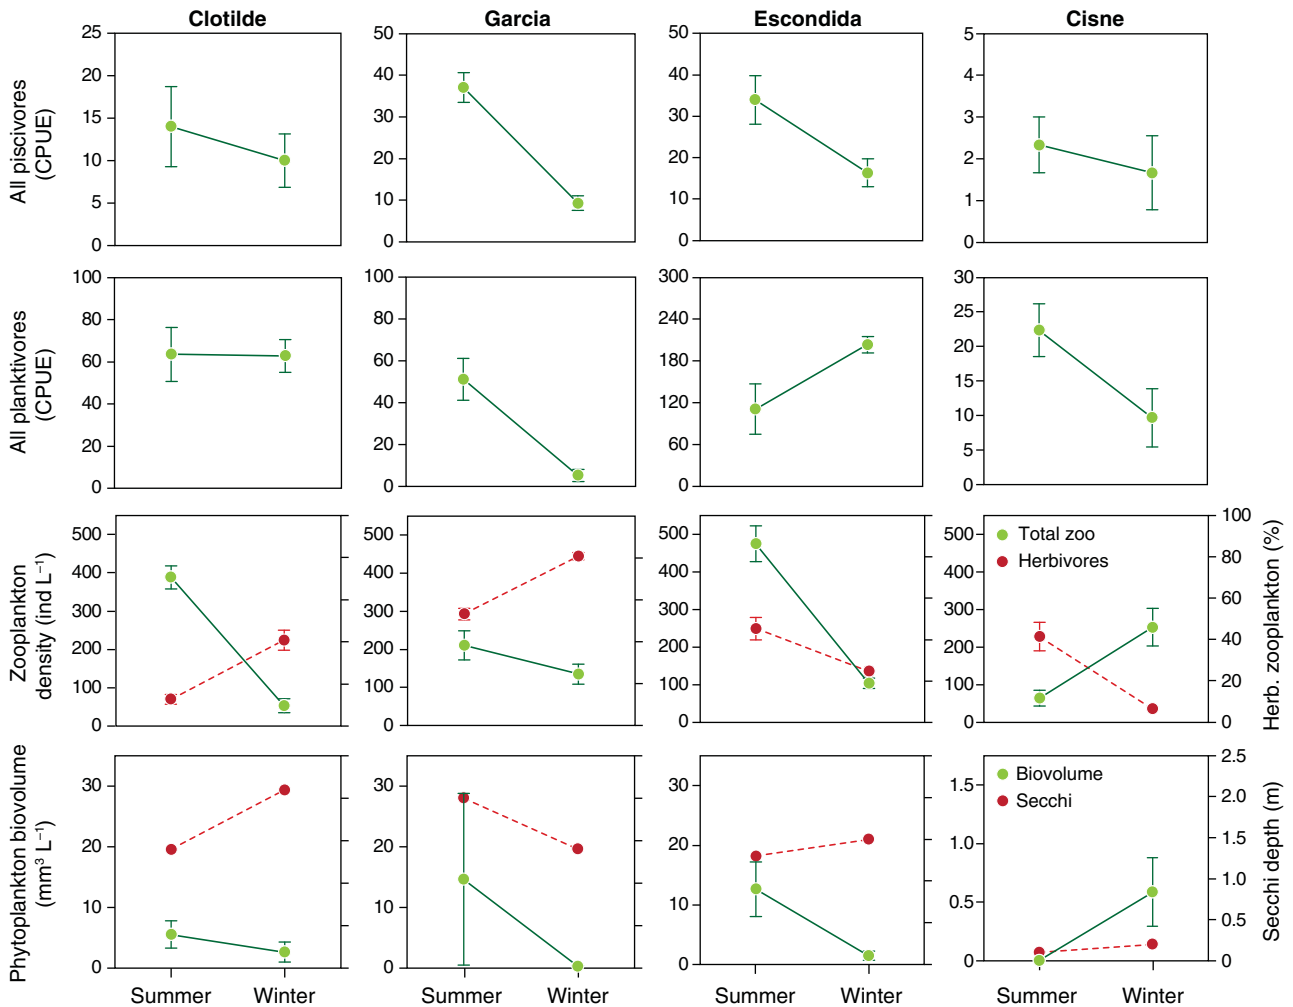 Clotilde Garcia Escondida Cisne
All piscivores
(CPUE)
25 20 15 10 5 0
50 40 30 20 10 0
50 40 30 20 10 0
5 4 3 2 1 0
All planktivores
(CPUE)
100 80 60 40 20 0
100 80 60 40 20 0
300 240 180 120 60 0
30 25 20 15 10 5 0
Zooplankton
density (ind L⁻¹)
500 400 300 200 100 0
500 400 300 200 100 0
500 400 300 200 100 0
500 400 300 200 100 0
Total zoo
Herbivores
100 80 60 40 20 0
Herb. zooplankton (%)
Phytoplankton biovolume
(mm³ L⁻¹)
30 20 10 0
30 20 10 0
30 20 10 0
1.5 1.0 0.5 0
Biovolume
Secchi
2.5 2.0 1.5 1.0 0.5 0
Secchi depth (m)
Summer Winter Summer Winter Summer Winter Summer Winter